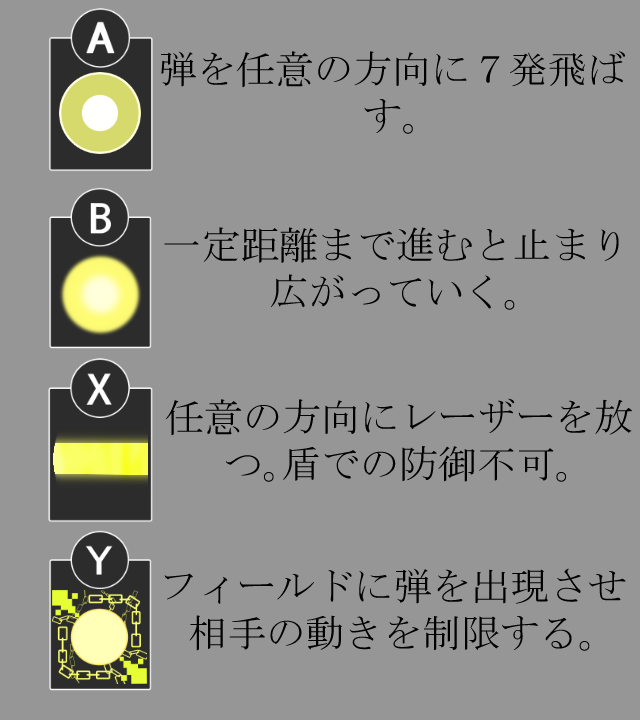 A
弾を任意の方向に７発飛ば
す。
B
一定距離まで進むと止まり
広がっていく。
X
任意の方向にレーザーを放
つ。盾での防御不可。
Y
フィールドに弾を出現させ
相手の動きを制限する。